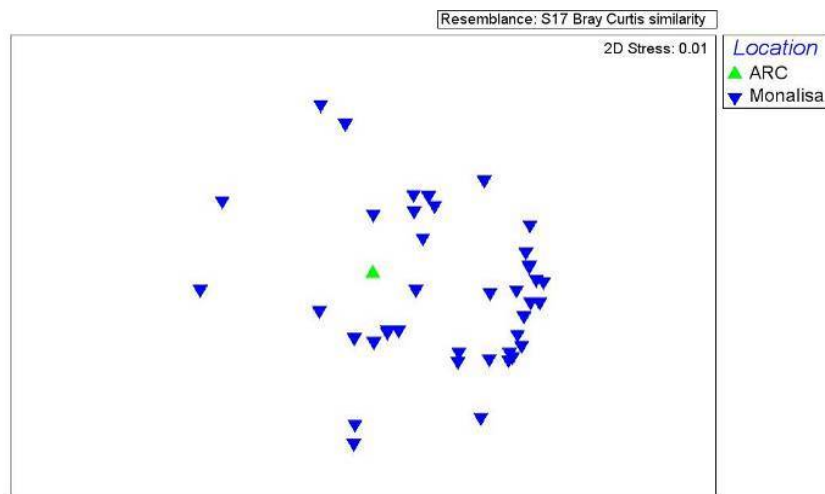 Resemblance: S17 Bray Curtis similarity
2D Stress: 0.01
Location
ARC
Monalisa